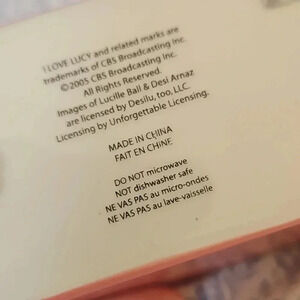 I LOVE LUCY and related marks are
trademarks of CBS Broadcasting Inc.
©2005 CBS Broadcasting Inc.
All Rights Reserved.
Images of Lucille Ball & Desi Arnaz
are licensed by Desilu, too, LLC.
Licensing by Unforgettable Licensing.
MADE IN CHINA
FAIT EN CHINE
DO NOT microwave
NOT dishwasher safe
NE VAS PAS au micro-ondes
NE VAS PAS au lave-vaisselle